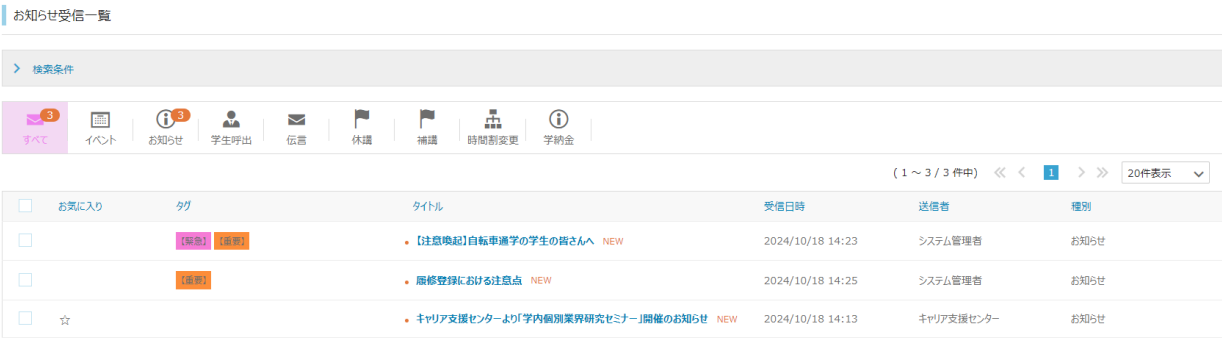 お知らせ受信一覧
検索条件
3 3
すべて イベント お知らせ 学生呼出 伝言 休講 補講 時間割変更 学納金
( 1 ～ 3 / 3 件中) 1 20件表示
お気に入り タグ タイトル 受信日時 送信者 種別
【緊急】 【重要】 【注意喚起】自転車通学の学生の皆さんへ NEW 2024/10/18 14:23 システム管理者 お知らせ
【重要】 履修登録における注意点 NEW 2024/10/18 14:25 システム管理者 お知らせ
☆ キャリア支援センターより「学内個別業界研究セミナー」開催のお知らせ NEW 2024/10/18 14:13 キャリア支援センター お知らせ